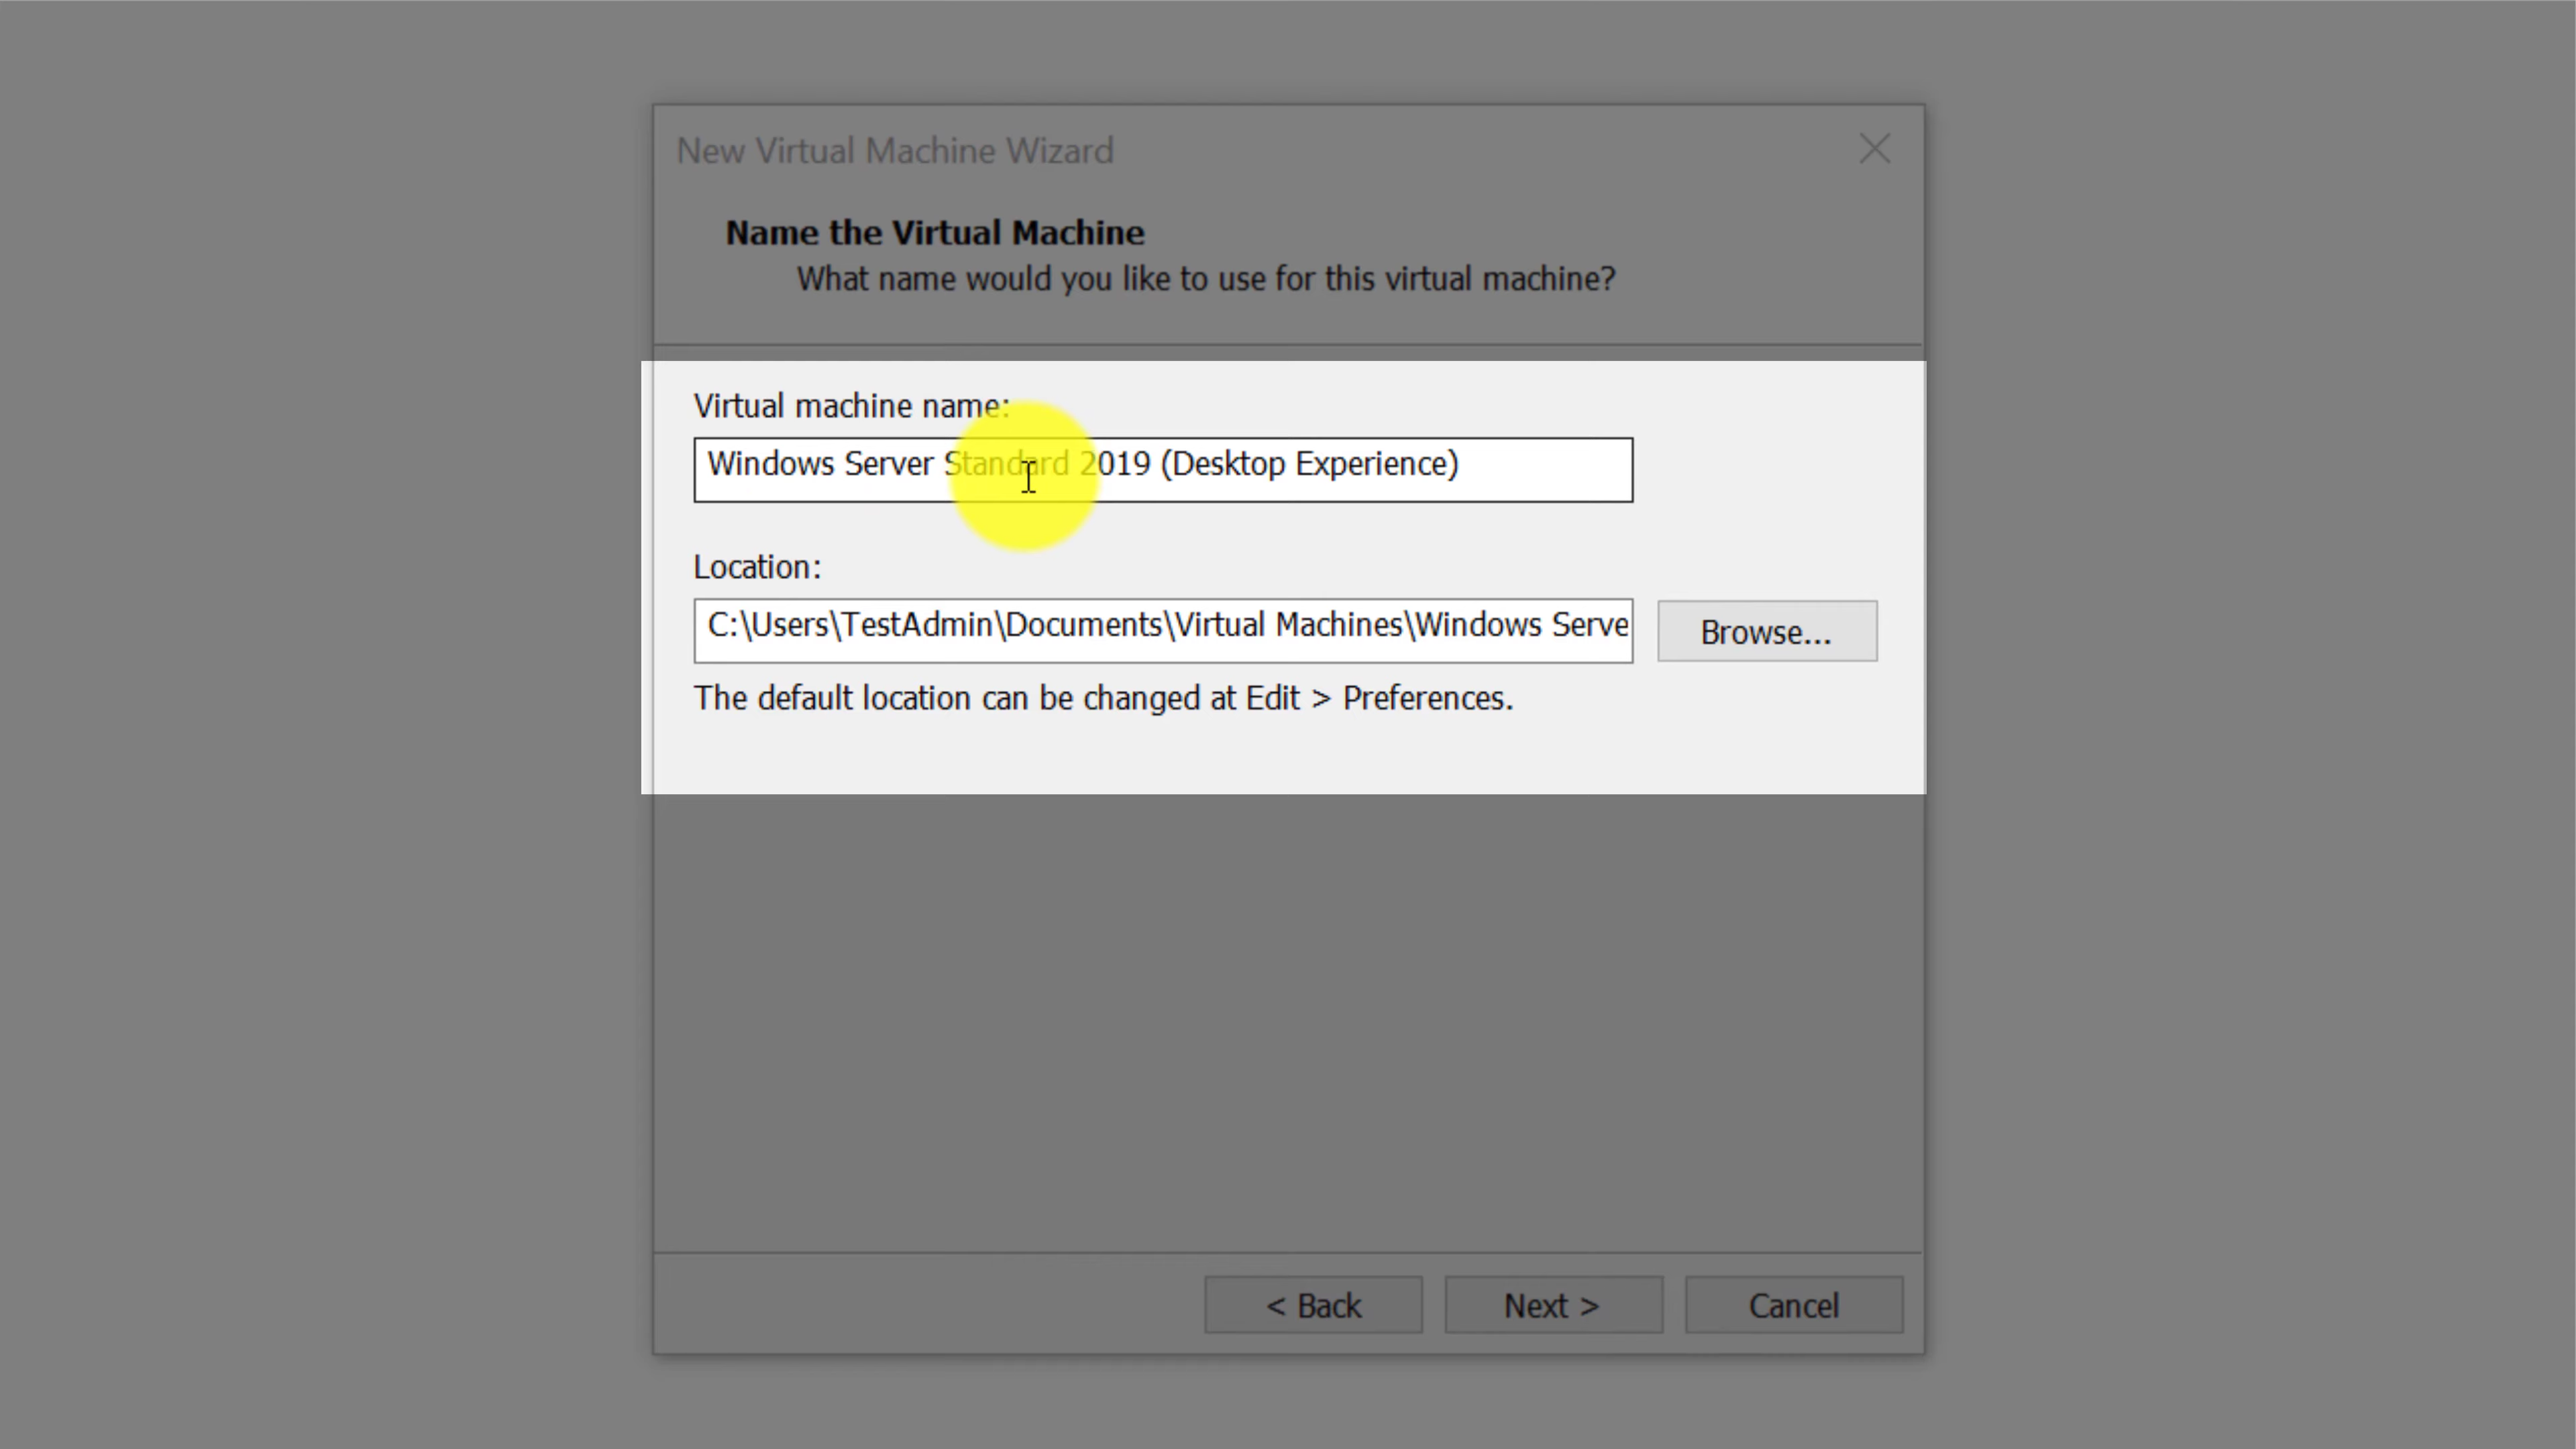 New Virtual Machine Wizard
Name the Virtual Machine
What name would you like to use for this virtual machine?
Virtual machine name:
Windows Server Standard 2019 (Desktop Experience)
Location:
C:\Users\TestAdmin\Documents\Virtual Machines\Windows Serve
Browse...
The default location can be changed at Edit > Preferences.
< Back
Next >
Cancel